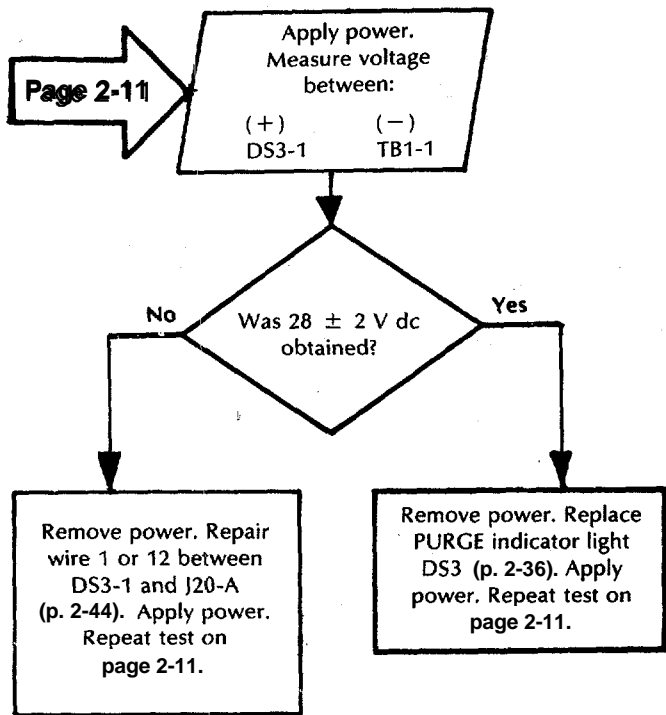 Page 2-11
Apply power.
Measure voltage
between:
(+) (−)
DS3-1 TB1-1
No
Yes
Was 28 ± 2 V dc
obtained?
Remove power. Repair
wire 1 or 12 between
DS3-1 and J20-A
(p. 2-44). Apply power.
Repeat test on
page 2-11.
Remove power. Replace
PURGE indicator light
DS3 (p. 2-36). Apply
power. Repeat test on
page 2-11.